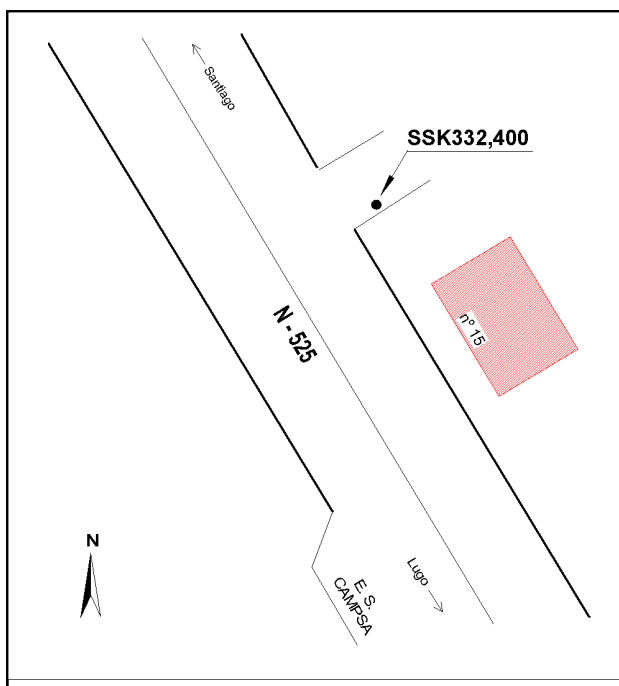 Santiago
SSK332,400
N - 525
nº 15
N
Lugo
E. S.
CAMPSA